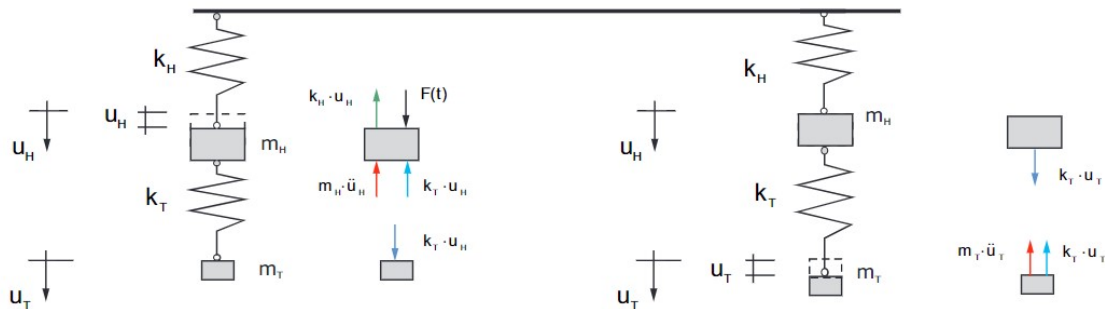 k_H
u_H
u_H
m_H
k_H · u_H
F(t)
m_H · ü_H
k_T · u_H
k_T
k_T · u_H
u_T
m_T
k_H
u_H
m_H
k_T · u_T
k_T
u_T
u_T
m_T
m_T · ü_T
k_T · u_T